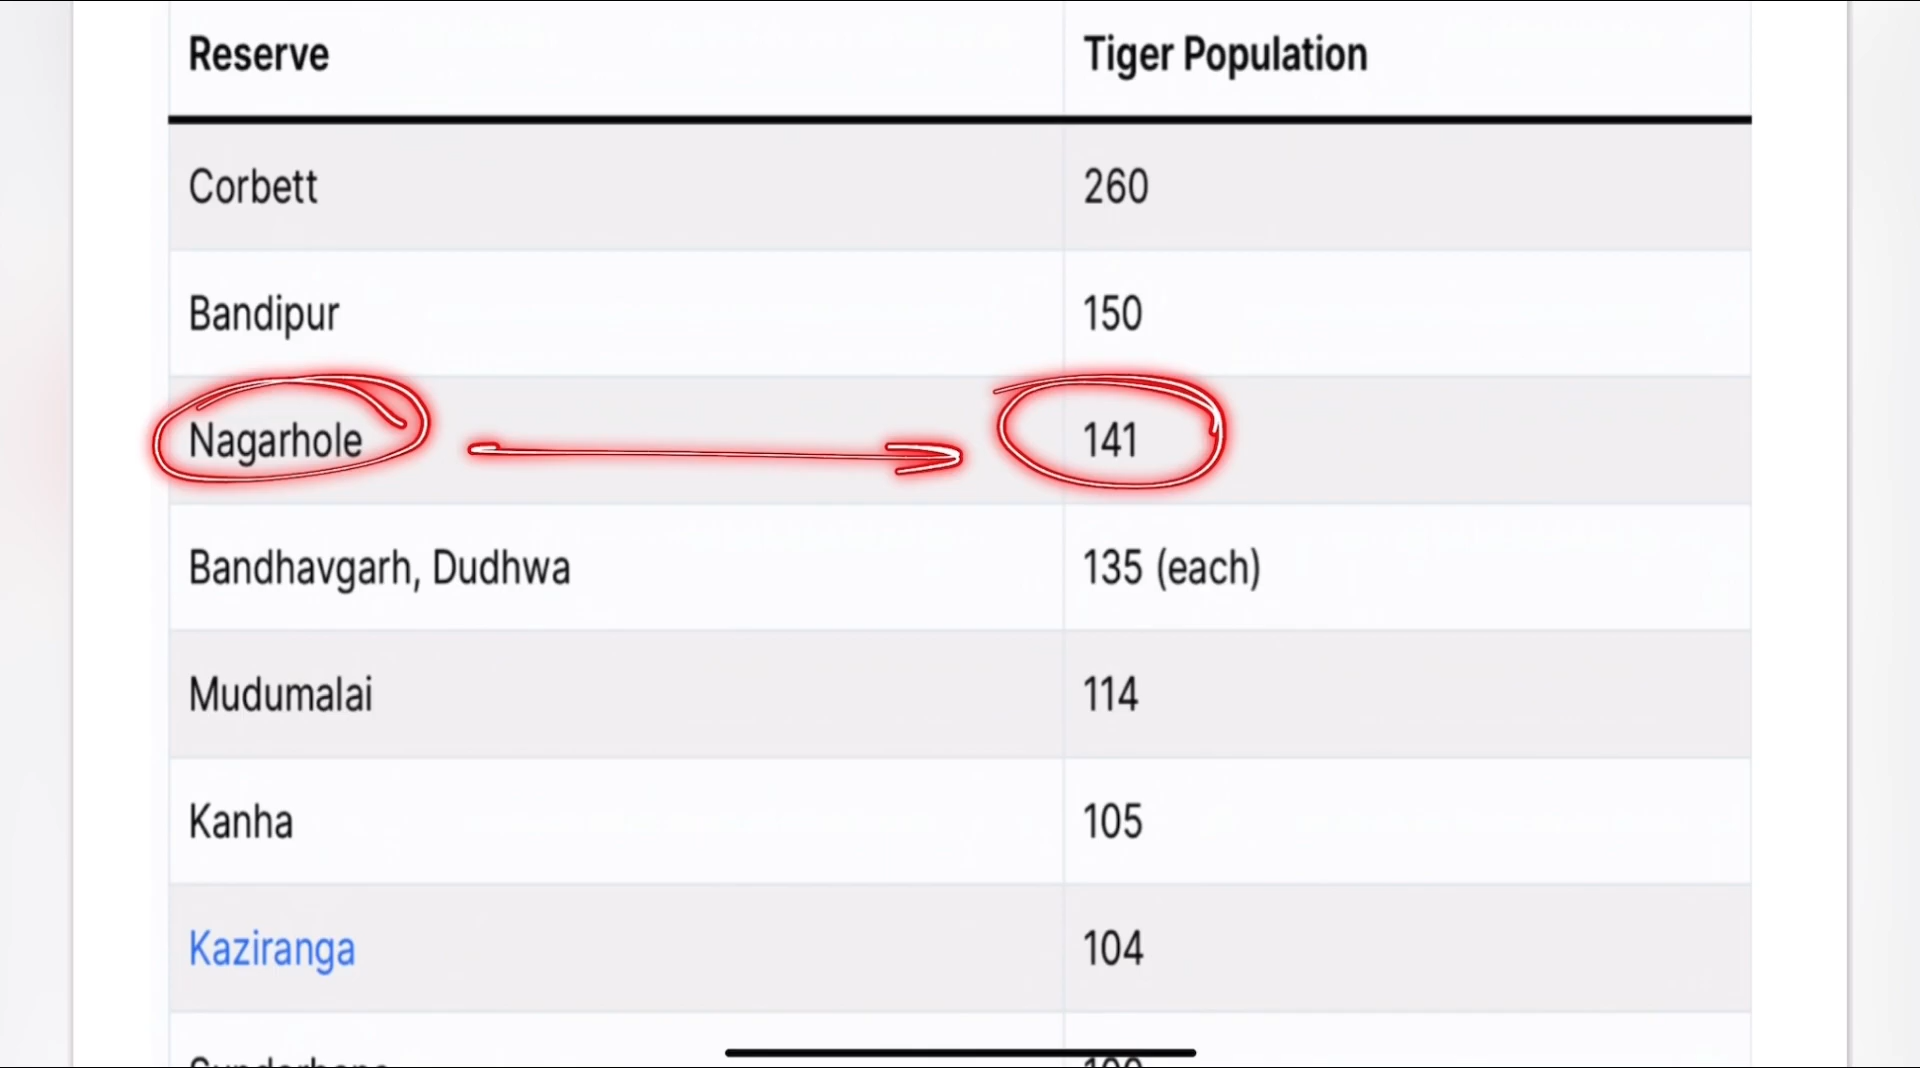 Reserve Tiger Population
Corbett 260
Bandipur 150
Nagarhole 141
Bandhavgarh, Dudhwa 135 (each)
Mudumalai 114
Kanha 105
Kaziranga 104